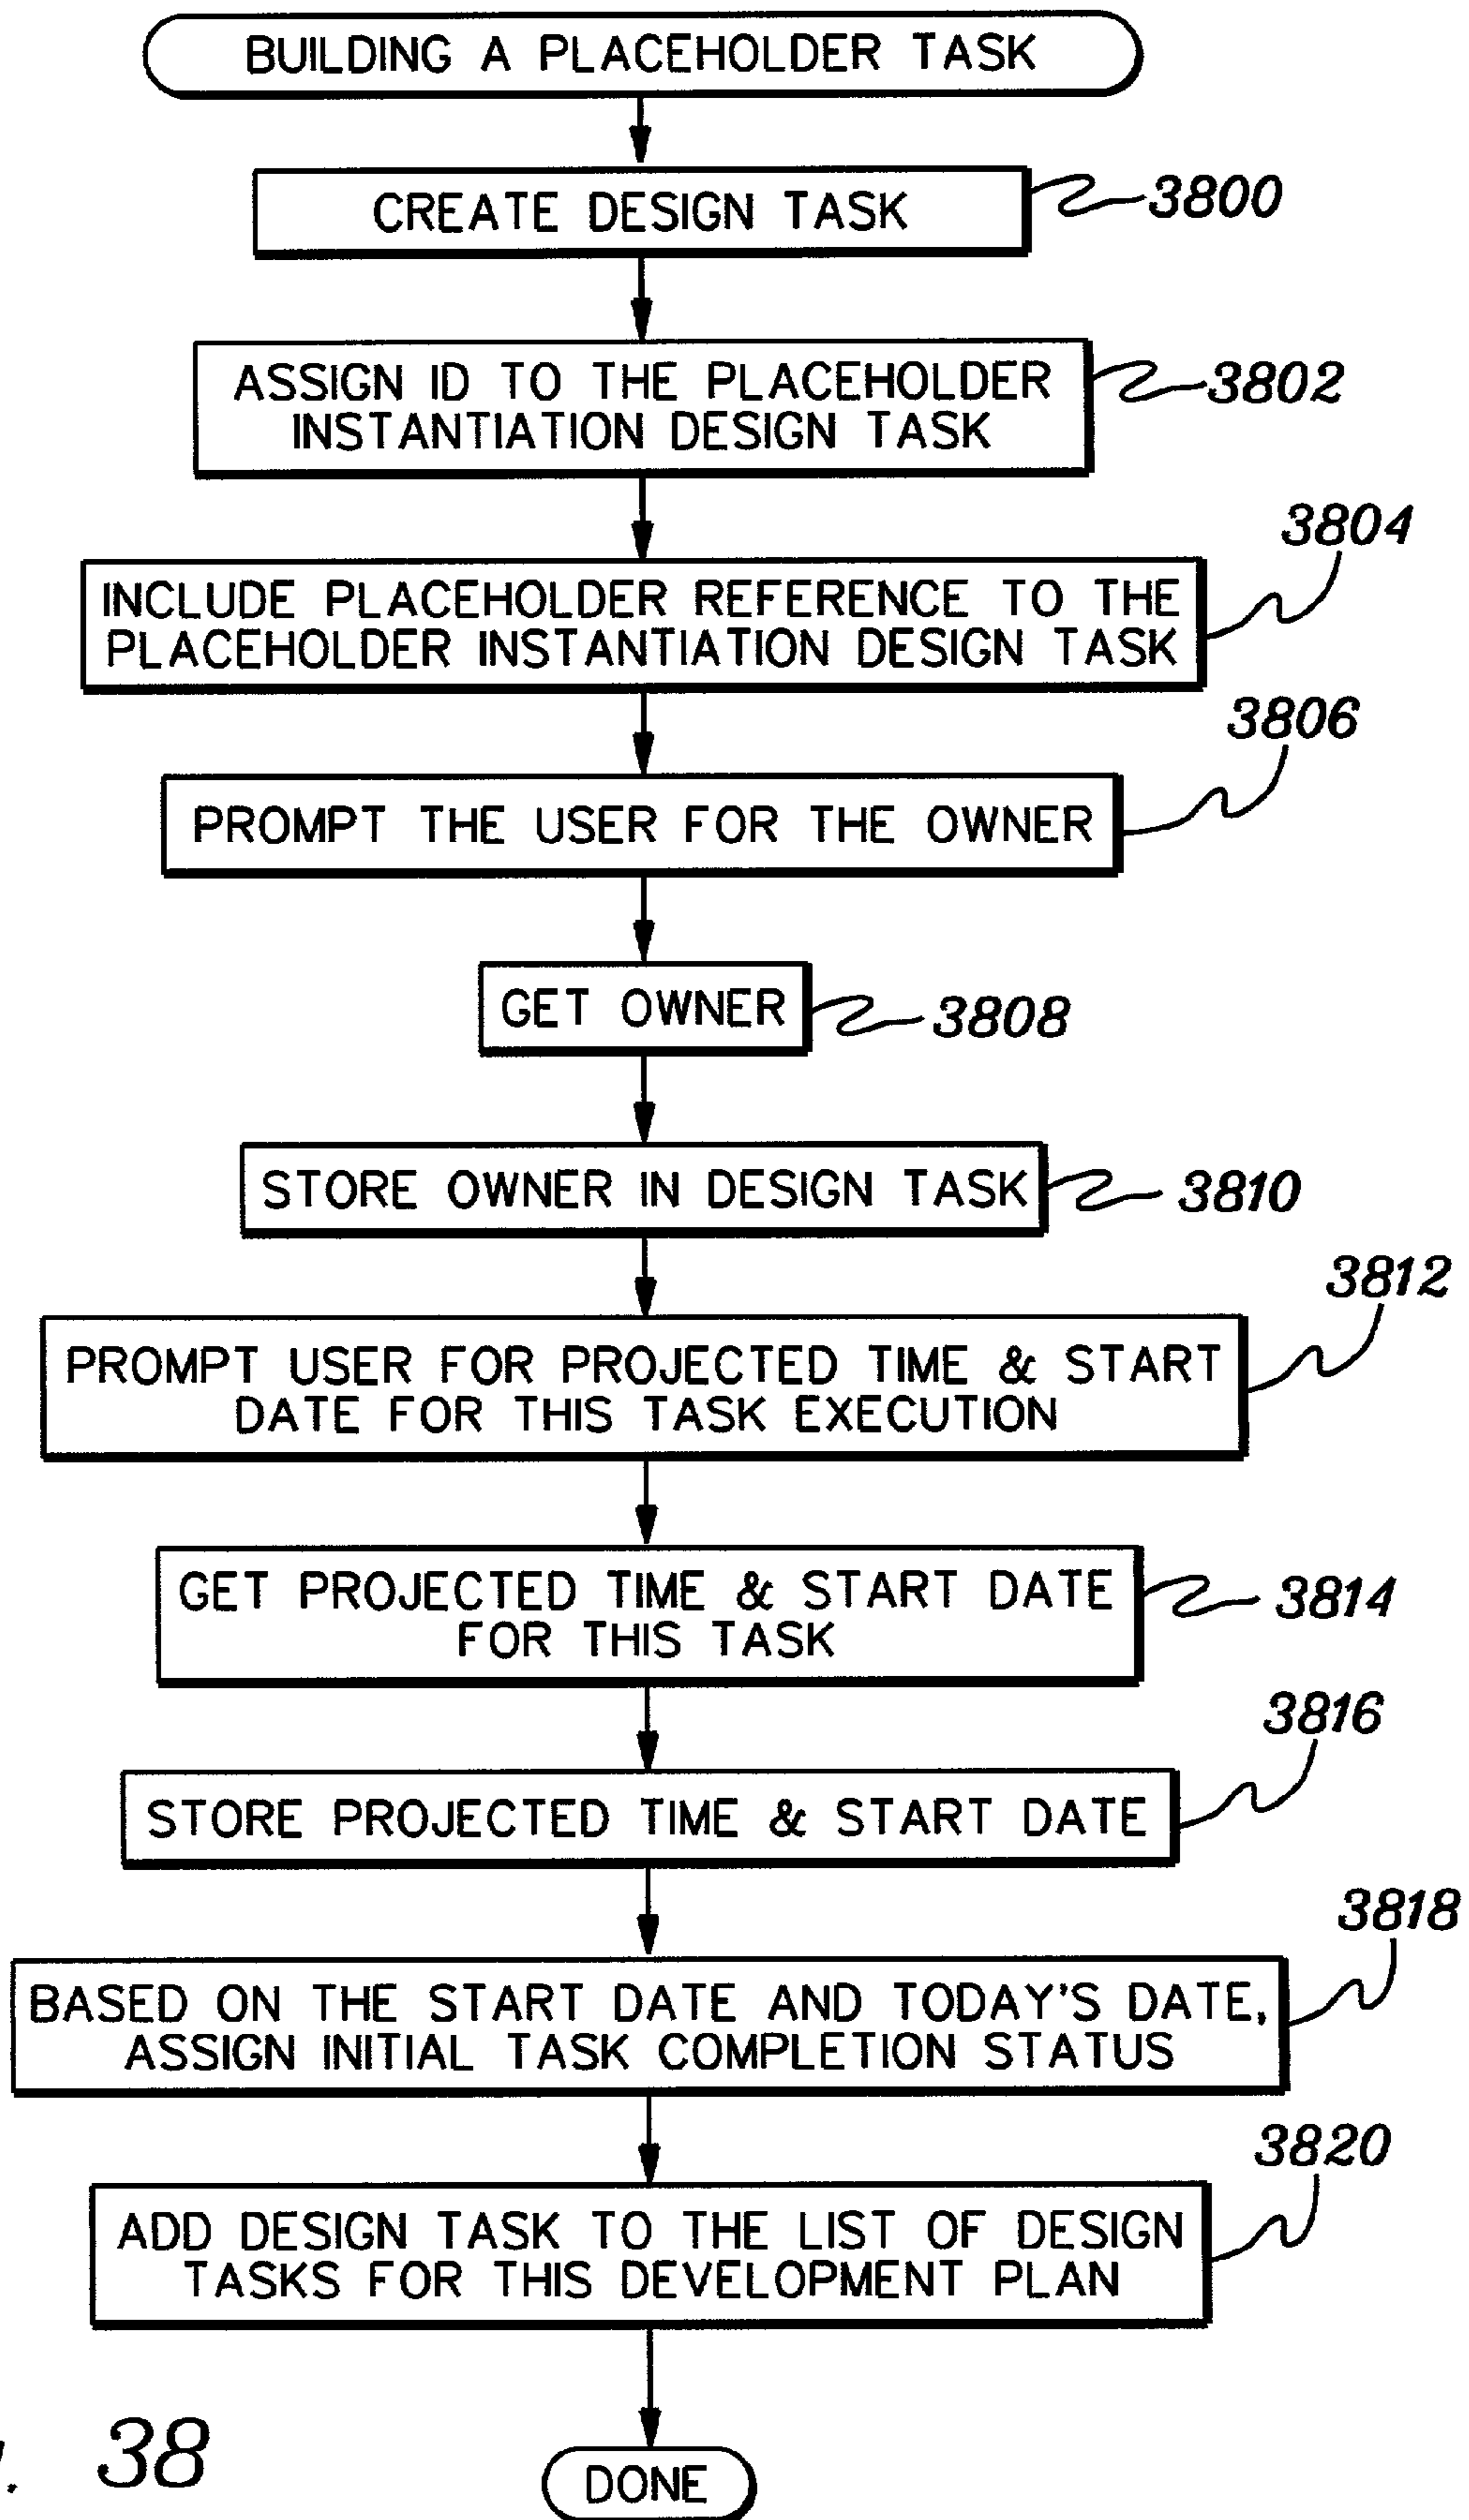 BUILDING A PLACEHOLDER TASK
CREATE DESIGN TASK
3800
ASSIGN ID TO THE PLACEHOLDER
INSTANTIATION DESIGN TASK
3802
3804
INCLUDE PLACEHOLDER REFERENCE TO THE
PLACEHOLDER INSTANTIATION DESIGN TASK
3806
PROMPT THE USER FOR THE OWNER
GET OWNER
3808
STORE OWNER IN DESIGN TASK
3810
3812
PROMPT USER FOR PROJECTED TIME & START
DATE FOR THIS TASK EXECUTION
GET PROJECTED TIME & START DATE
FOR THIS TASK
3814
3816
STORE PROJECTED TIME & START DATE
3818
BASED ON THE START DATE AND TODAY'S DATE,
ASSIGN INITIAL TASK COMPLETION STATUS
3820
ADD DESIGN TASK TO THE LIST OF DESIGN
TASKS FOR THIS DEVELOPMENT PLAN
38
DONE